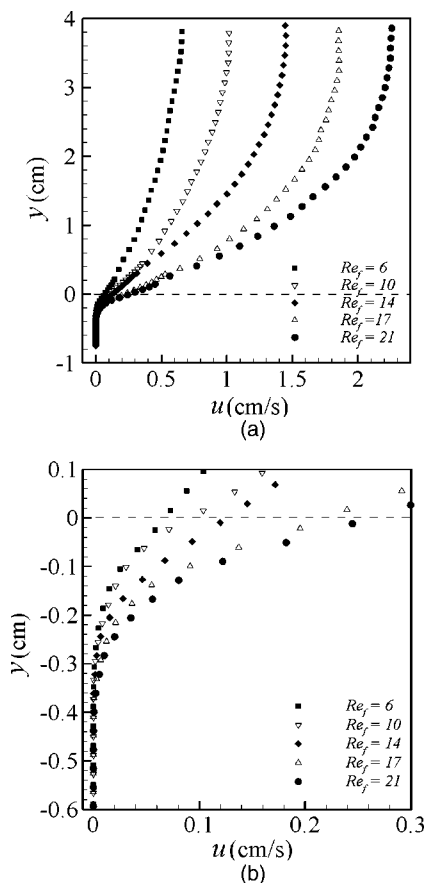 4
3
2
1
0
-1
y(cm)
Re_f = 6
Re_f = 10
Re_f = 14
Re_f = 17
Re_f = 21
0 0.5 1 1.5 2
u(cm/s)
(a)
0.1
0
-0.1
-0.2
-0.3
-0.4
-0.5
-0.6
y(cm)
Re_f = 6
Re_f = 10
Re_f = 14
Re_f = 17
Re_f = 21
0 0.1 0.2 0.3
u(cm/s)
(b)